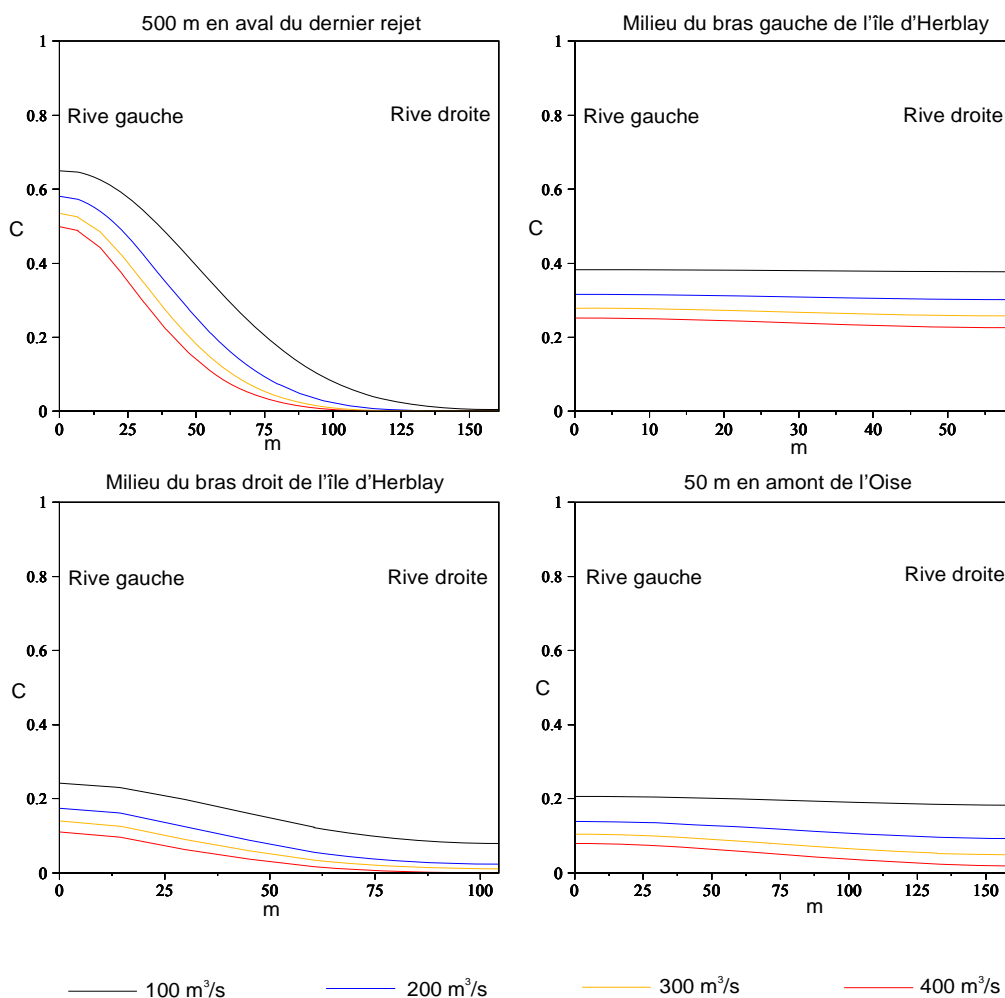 500 m en aval du dernier rejet
1
0.8
0.6
0.4
0.2
0
C
Rive gauche
Rive droite
0 25 50 75 100 125 150
m
Milieu du bras gauche de l'île d'Herblay
1
0.8
0.6
0.4
0.2
0
C
Rive gauche
Rive droite
0 10 20 30 40 50
m
Milieu du bras droit de l'île d'Herblay
1
0.8
0.6
0.4
0.2
0
C
Rive gauche
Rive droite
0 25 50 75 100
m
50 m en amont de l'Oise
1
0.8
0.6
0.4
0.2
0
C
Rive gauche
Rive droite
0 25 50 75 100 125 150
m
100 m³/s 200 m³/s 300 m³/s 400 m³/s